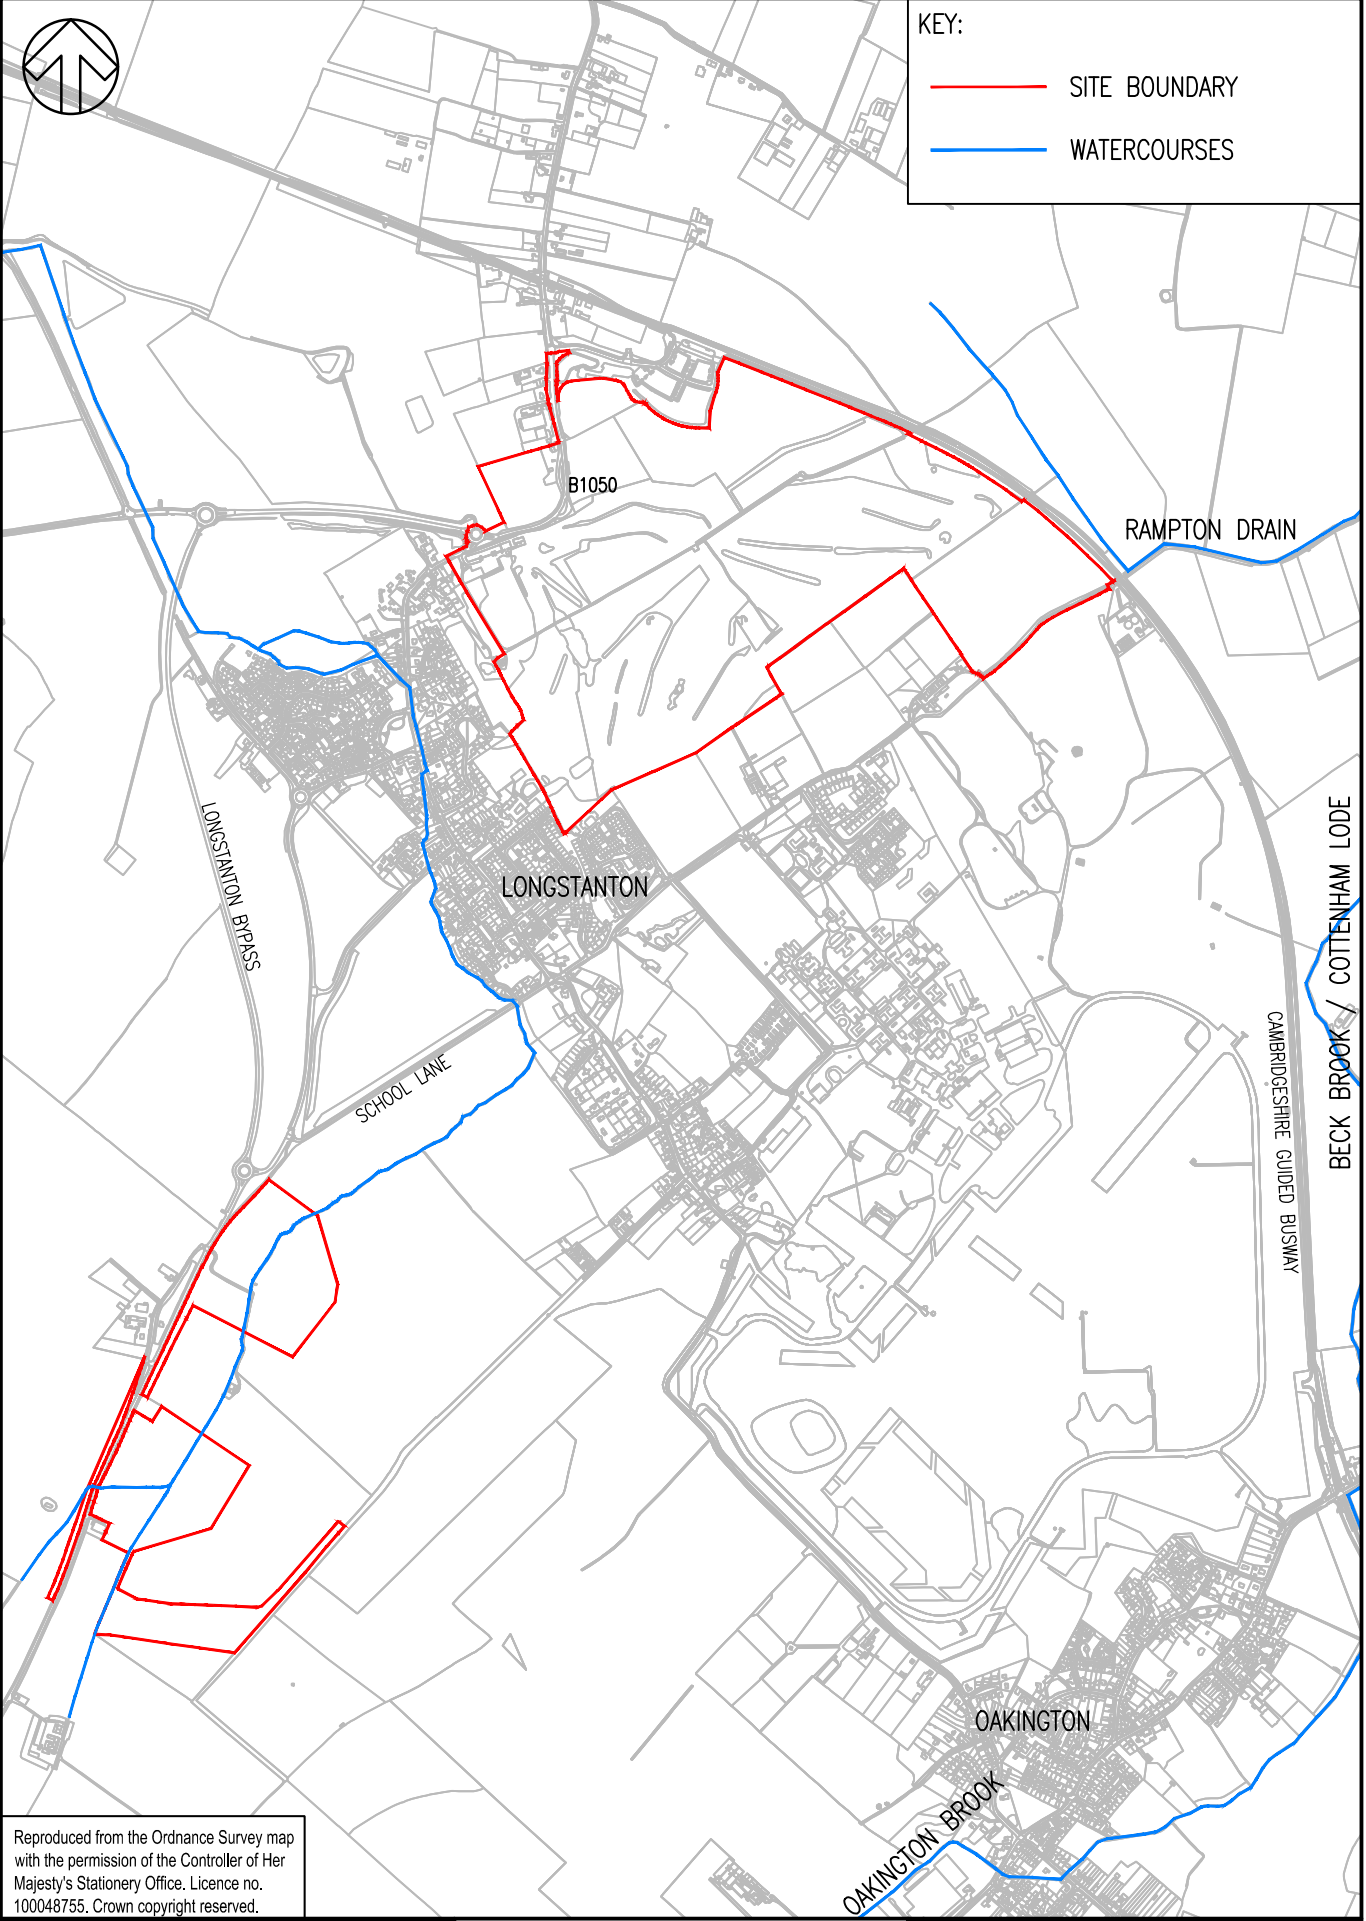 KEY:
SITE BOUNDARY
WATERCOURSES
B1050
RAMPTON DRAIN
LONGSTANTON BYPASS
LONGSTANTON
BECK BROOK / COTTENHAM LODE
CAMBRIDGESHIRE GUIDED BUSWAY
SCHOOL LANE
OAKINGTON
OAKINGTON BROOK
Reproduced from the Ordnance Survey map
with the permission of the Controller of Her
Majesty's Stationery Office. Licence no.
100048755. Crown copyright reserved.